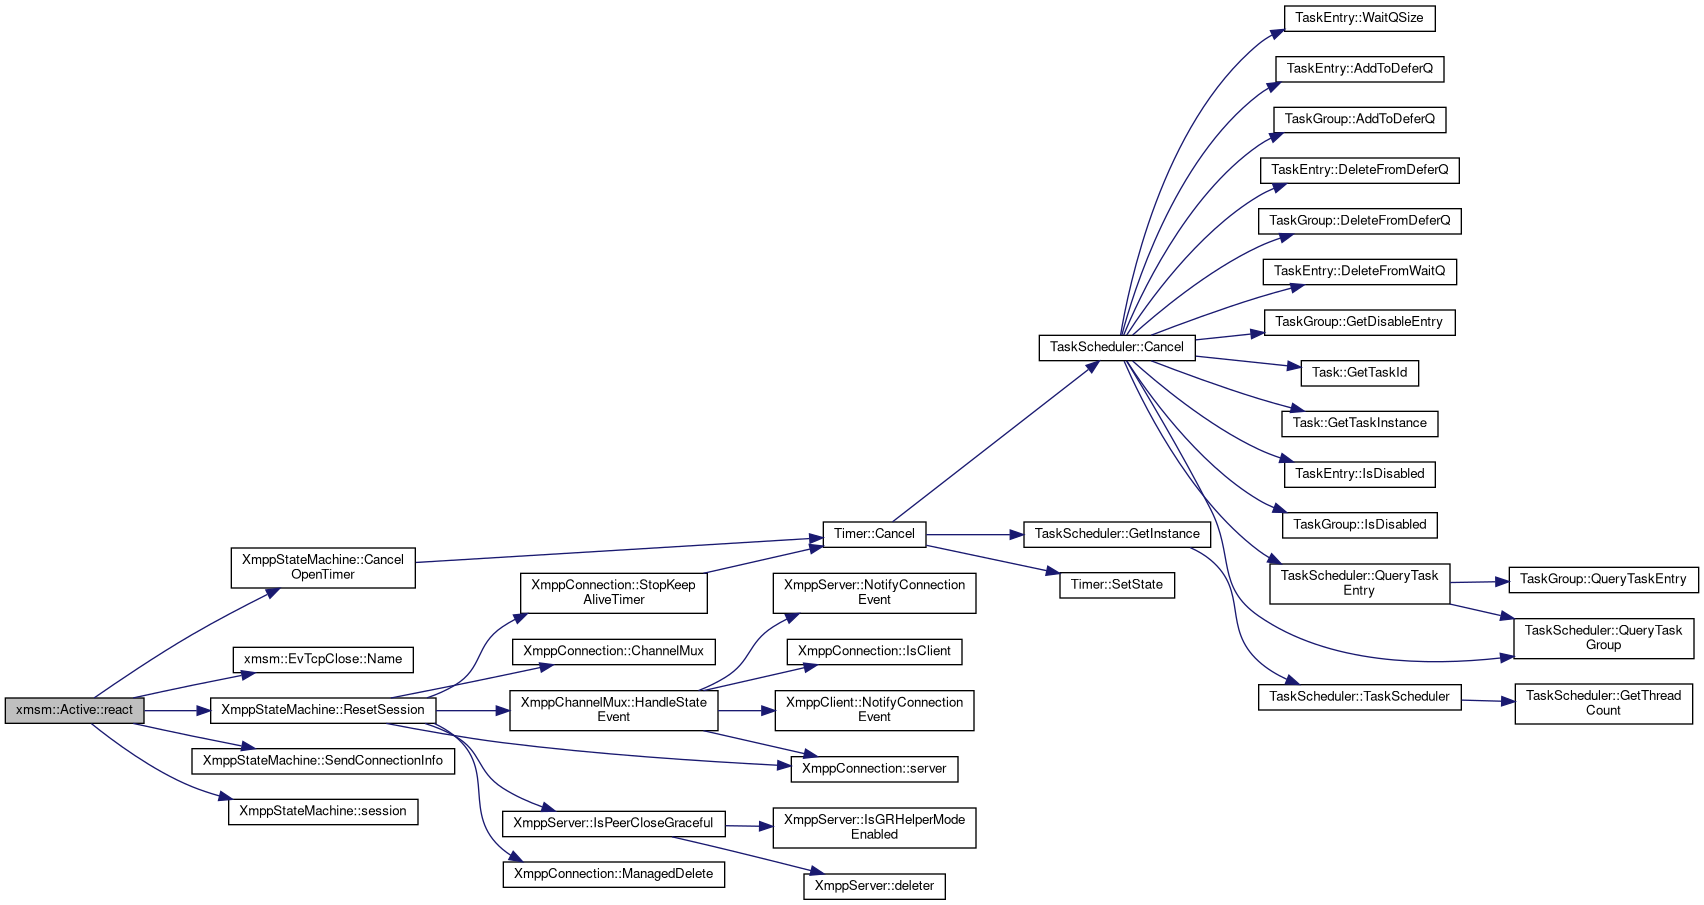 TaskEntry::WaitQSize
TaskEntry::AddToDeferQ
TaskGroup::AddToDeferQ
TaskEntry::DeleteFromDeferQ
TaskGroup::DeleteFromDeferQ
TaskEntry::DeleteFromWaitQ
TaskGroup::GetDisableEntry
TaskScheduler::Cancel
Task::GetTaskId
Task::GetTaskInstance
TaskEntry::IsDisabled
TaskGroup::IsDisabled
Timer::Cancel
TaskScheduler::GetInstance
XmppStateMachine::Cancel
OpenTimer
TaskScheduler::QueryTask
Entry
TaskGroup::QueryTaskEntry
XmppConnection::StopKeep
AliveTimer
XmppServer::NotifyConnection
Event
Timer::SetState
TaskScheduler::QueryTask
Group
xmsm::EvTcpClose::Name
XmppConnection::ChannelMux
XmppConnection::IsClient
xmsm::Active::react
XmppStateMachine::ResetSession
XmppChannelMux::HandleState
Event
XmppClient::NotifyConnection
Event
TaskScheduler::TaskScheduler
TaskScheduler::GetThread
Count
XmppStateMachine::SendConnectionInfo
XmppConnection::server
XmppStateMachine::session
XmppServer::IsPeerCloseGraceful
XmppServer::IsGRHelperMode
Enabled
XmppConnection::ManagedDelete
XmppServer::deleter